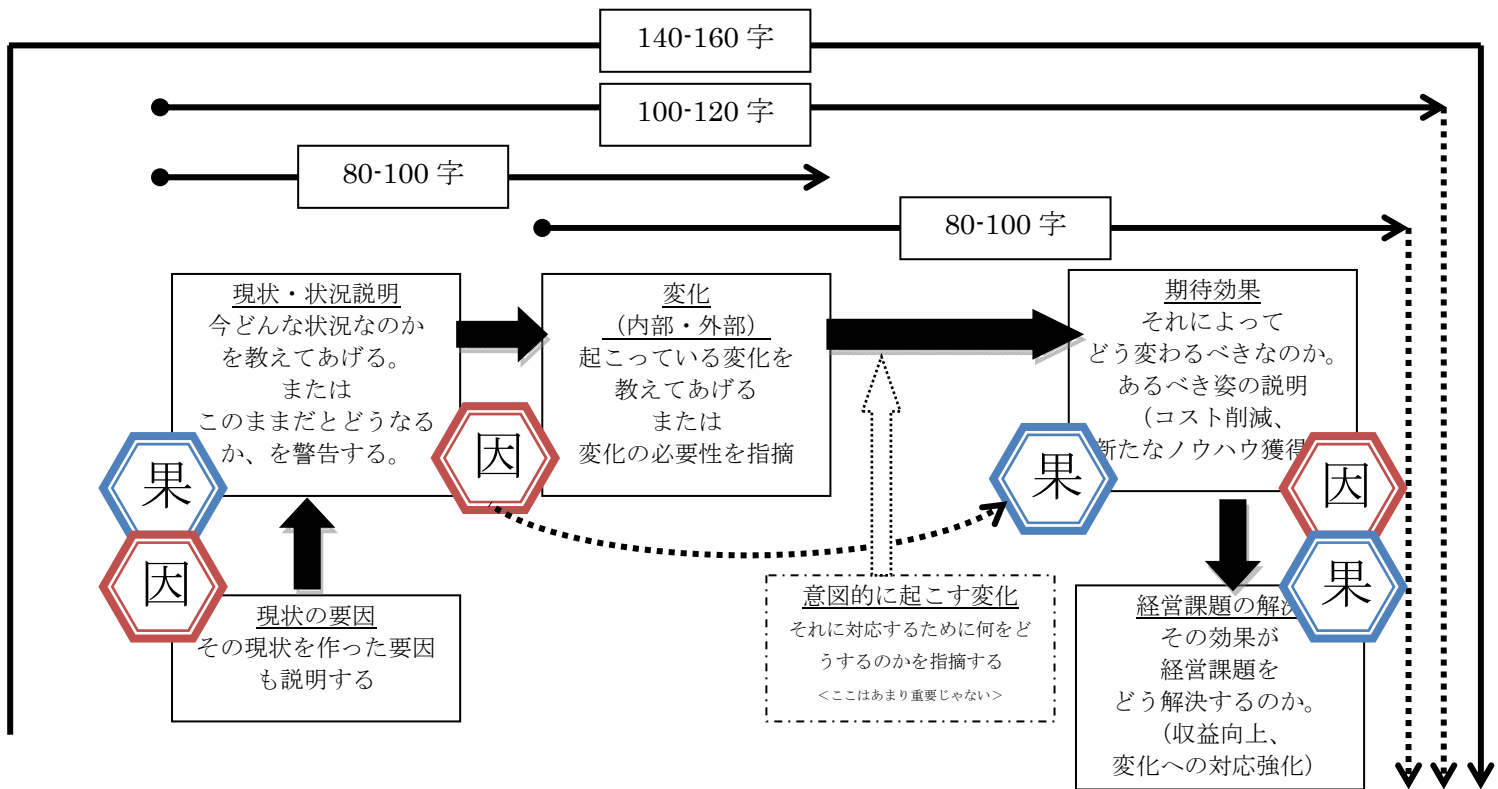 140-160 字
100-120 字
80-100 字
80-100 字
現状・状況説明
今どんな状況なのか
を教えてあげる。
または
このままだとどうなる
か、を警告する。
変化
（内部・外部）
起こっている変化を
教えてあげる
または
変化の必要性を指摘
期待効果
それによって
どう変わるべきなのか。
あるべき姿の説明
（コスト削減、
新たなノウハウ獲得
果
因
因
果
因
果
現状の要因
その現状を作った要因
も説明する
意図的に起こす変化
それに対応するために何をど
うするのかを指摘する
＜ここはあまり重要じゃない＞
経営課題の解決
その効果が
経営課題を
どう解決するのか。
（収益向上、
変化への対応強化）